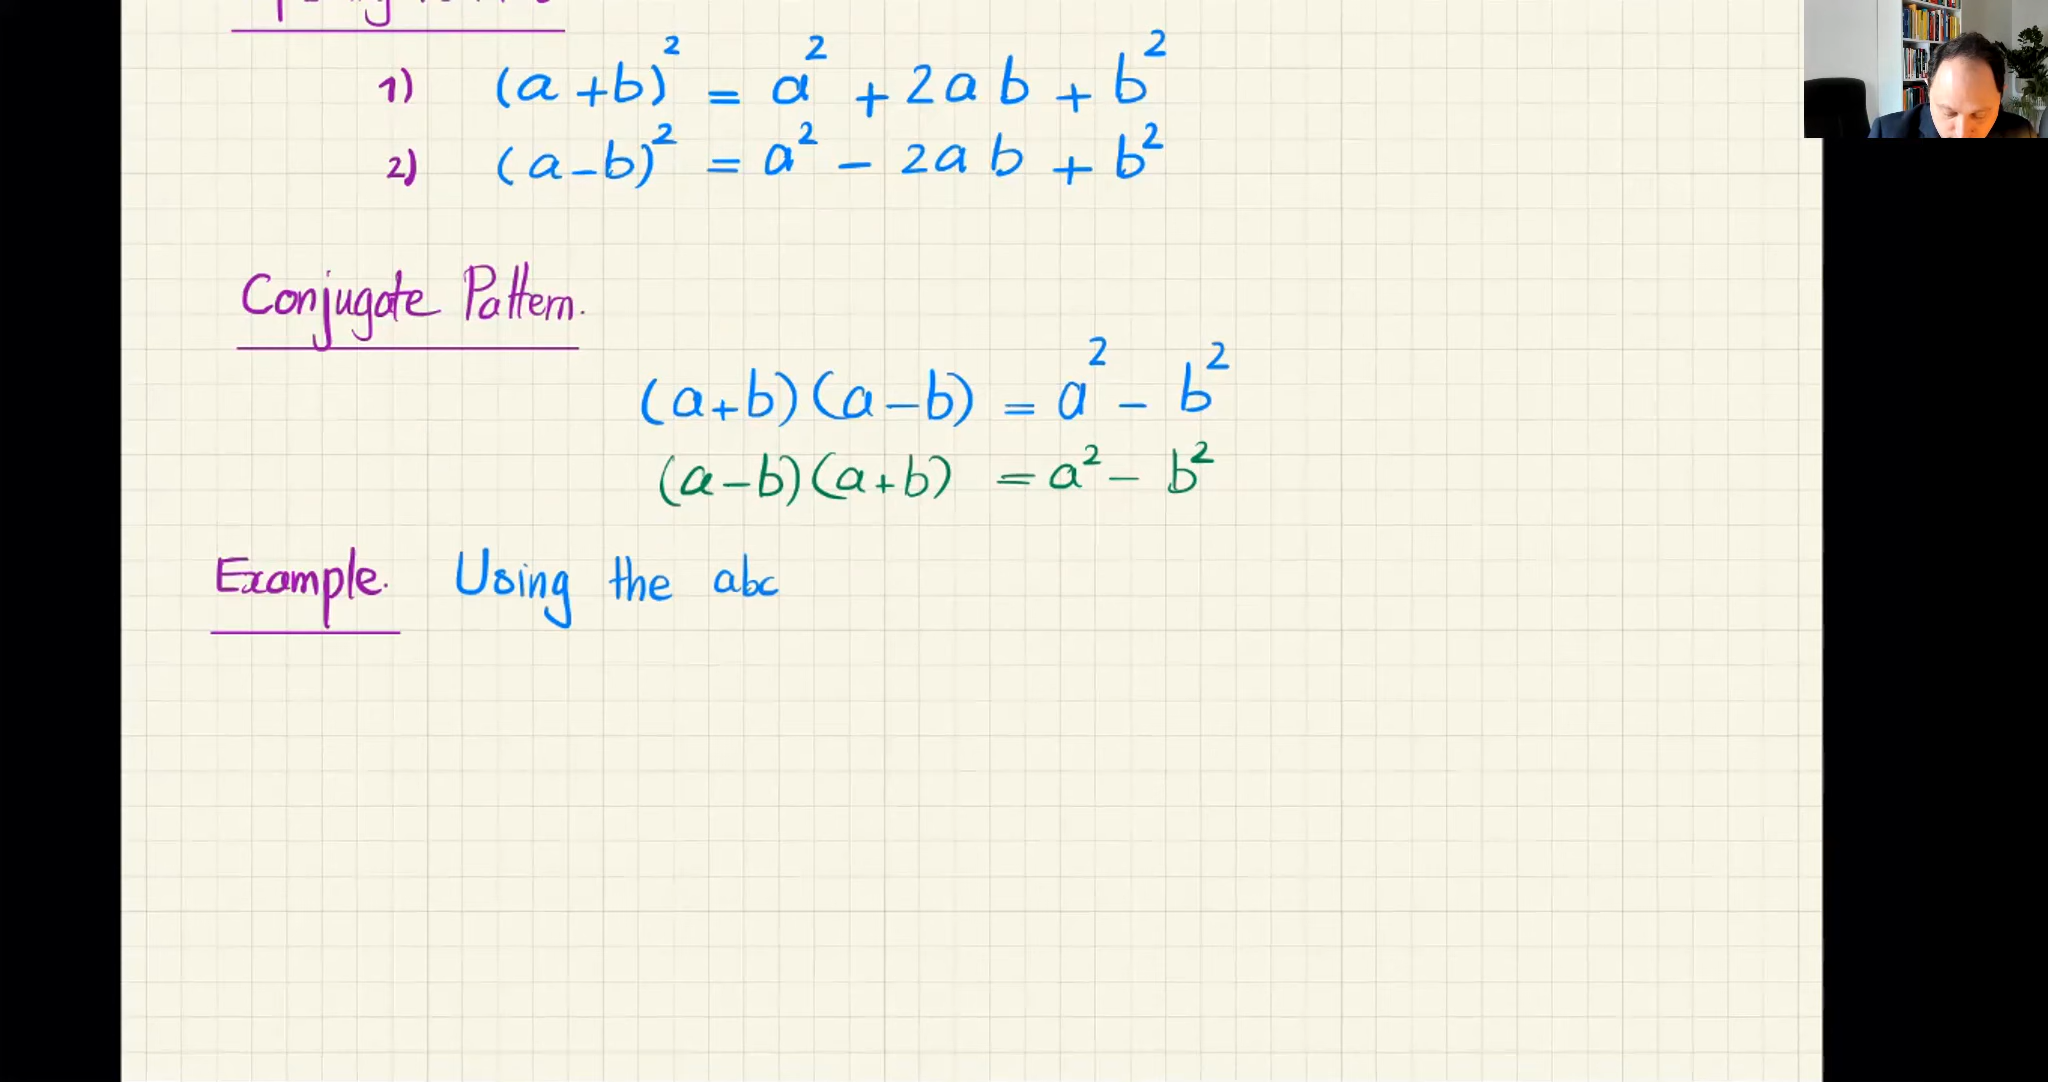 1) (a+b)² = a² + 2ab + b²
2) (a-b)² = a² - 2ab + b²
Conjugate Pattern.
(a+b)(a-b) = a² - b²
(a-b)(a+b) = a² - b²
Example. Using the abc